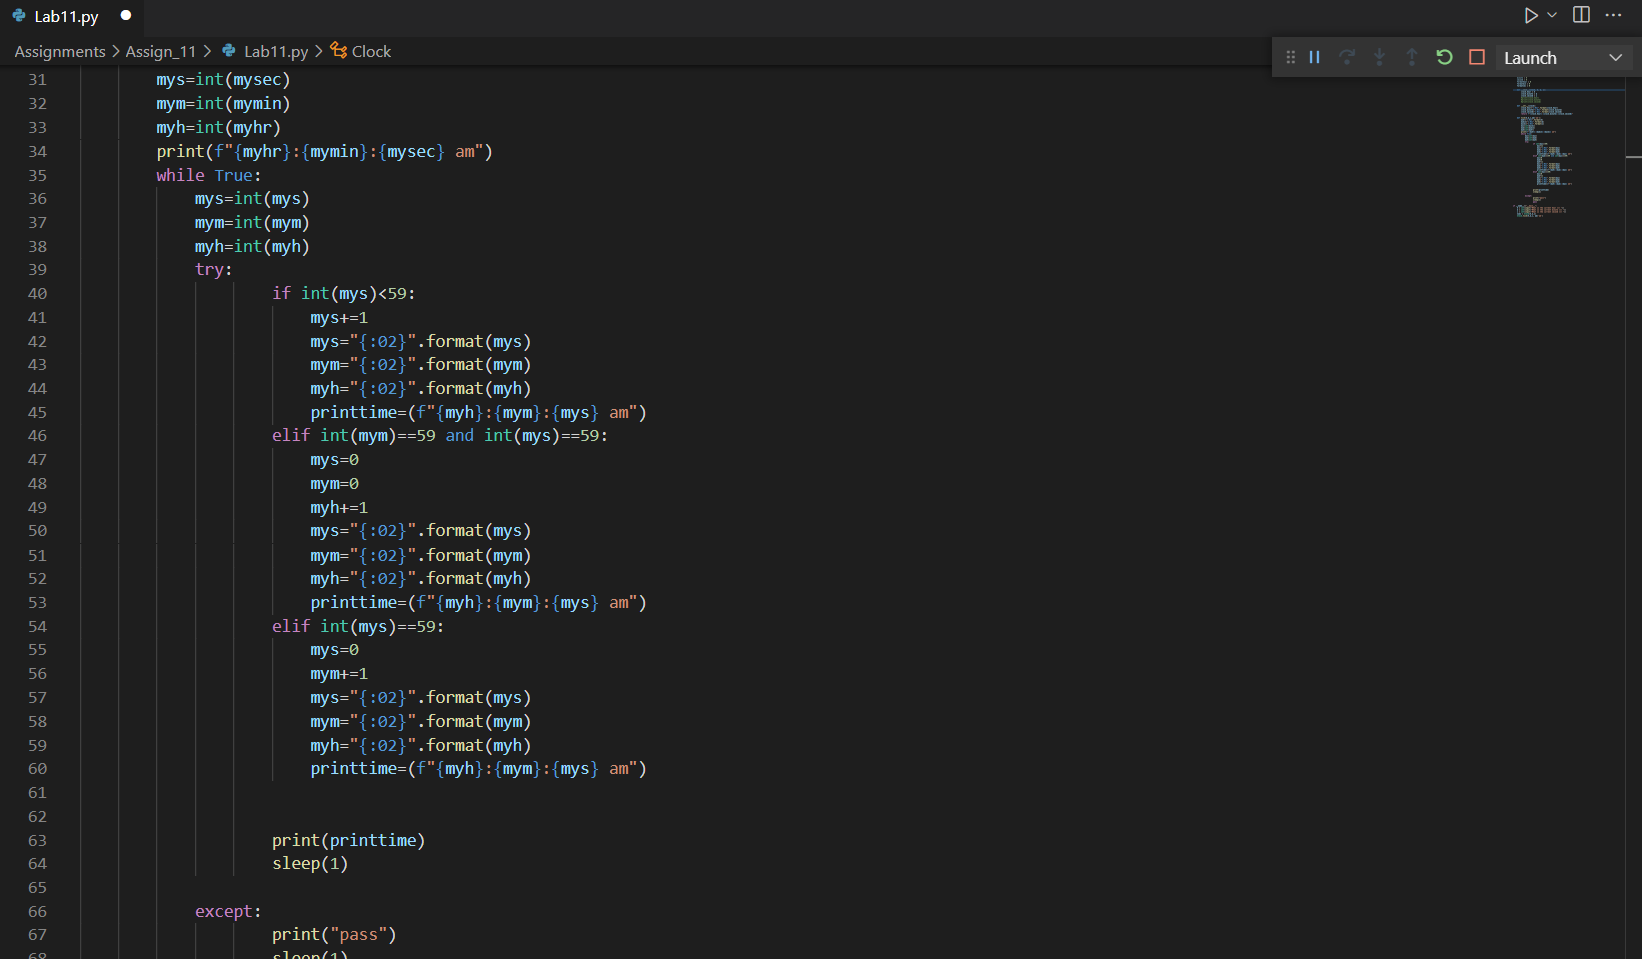 Lab11.py
Assignments > Assign_11 > Lab11.py > Clock
Launch
31 mys=int(mysec)
32 mym=int(mymin)
33 myh=int(myhr)
34 print(f"{myhr}:{mymin}:{mysec} am")
35 while True:
36 mys=int(mys)
37 mym=int(mym)
38 myh=int(myh)
39 try:
40 if int(mys)<59:
41 mys+=1
42 mys="{:02}".format(mys)
43 mym="{:02}".format(mym)
44 myh="{:02}".format(myh)
45 printtime=(f"{myh}:{mym}:{mys} am")
46 elif int(mym)==59 and int(mys)==59:
47 mys=0
48 mym=0
49 myh+=1
50 mys="{:02}".format(mys)
51 mym="{:02}".format(mym)
52 myh="{:02}".format(myh)
53 printtime=(f"{myh}:{mym}:{mys} am")
54 elif int(mys)==59:
55 mys=0
56 mym+=1
57 mys="{:02}".format(mys)
58 mym="{:02}".format(mym)
59 myh="{:02}".format(myh)
60 printtime=(f"{myh}:{mym}:{mys} am")
61
62
63 print(printtime)
64 sleep(1)
65
66 except:
67 print("pass")
68 sleep(1)